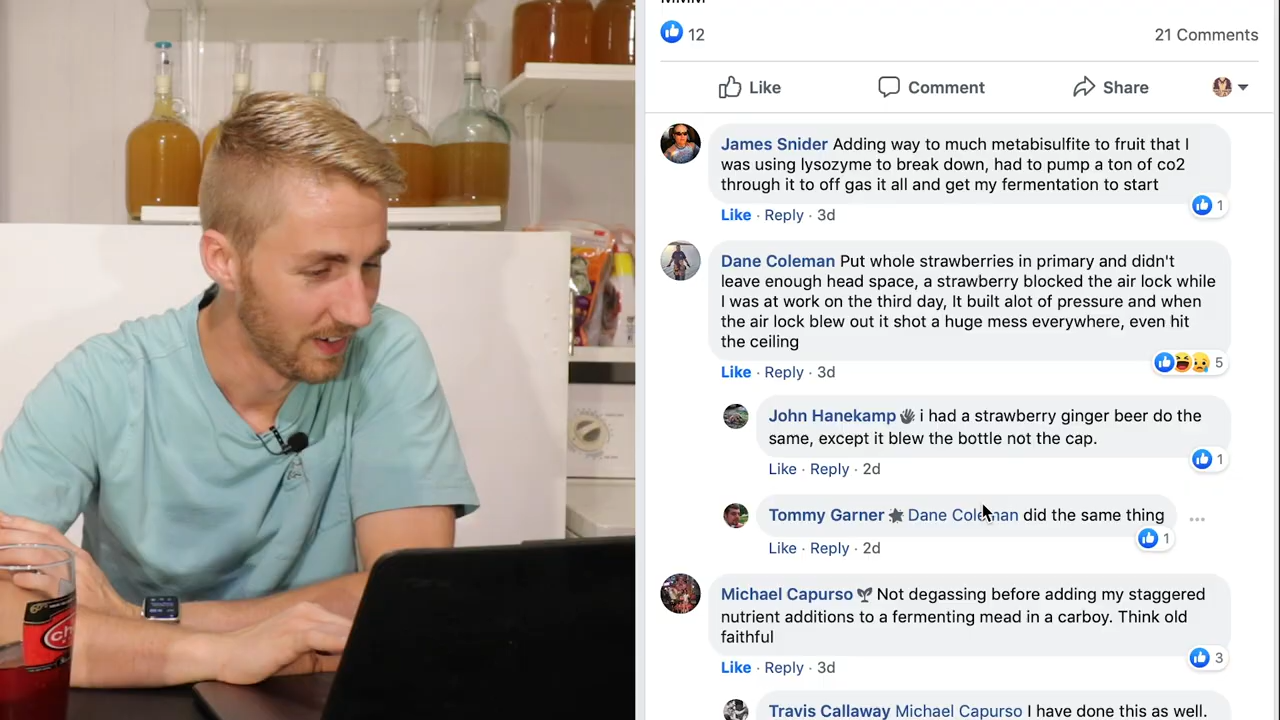 12
21 Comments
Like
Comment
Share
James Snider Adding way to much metabisulfite to fruit that I
was using lysozyme to break down, had to pump a ton of co2
through it to off gas it all and get my fermentation to start
1
Like · Reply · 3d
Dane Coleman Put whole strawberries in primary and didn't
leave enough head space, a strawberry blocked the air lock while
I was at work on the third day, It built alot of pressure and when
the air lock blew out it shot a huge mess everywhere, even hit
the ceiling
5
Like · Reply · 3d
John Hanekamp i had a strawberry ginger beer do the
same, except it blew the bottle not the cap.
1
Like · Reply · 2d
Tommy Garner Dane Coleman did the same thing
1
Like · Reply · 2d
Michael Capurso Not degassing before adding my staggered
nutrient additions to a fermenting mead in a carboy. Think old
faithful
3
Like · Reply · 3d
Travis Callaway Michael Capurso I have done this as well.